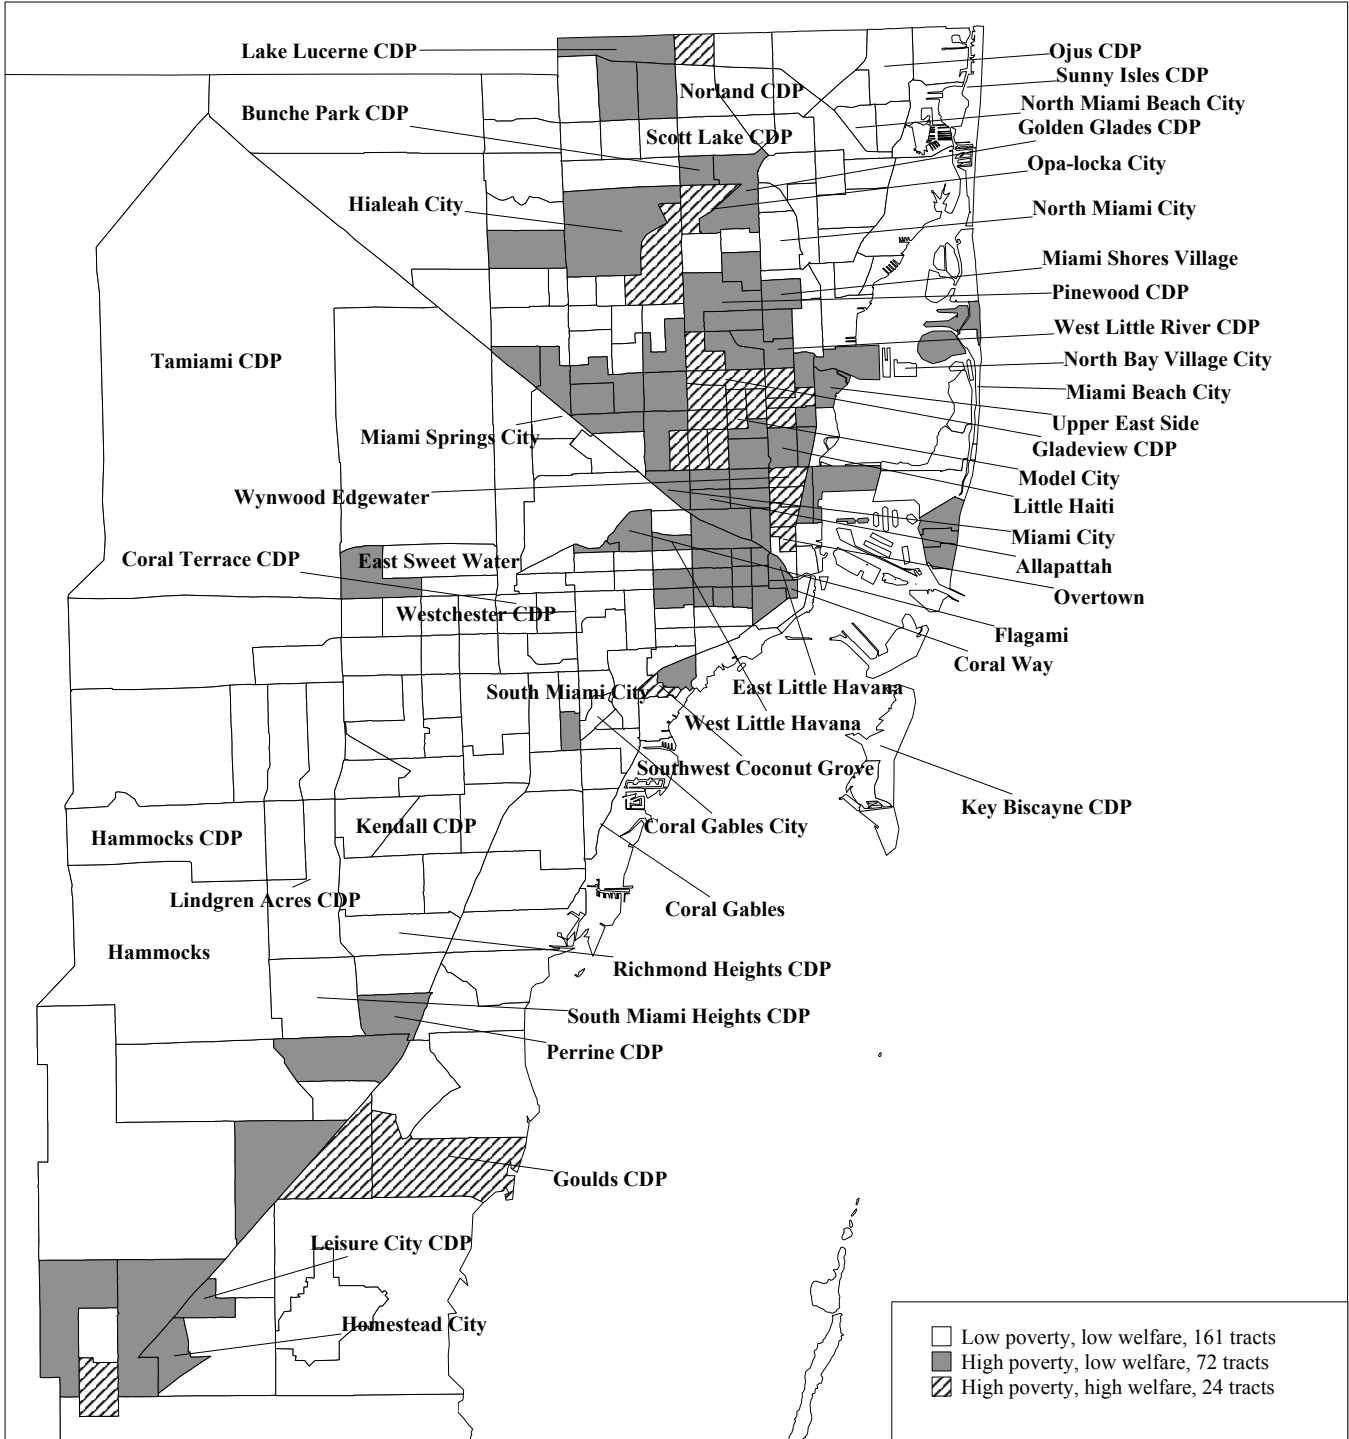 Lake Lucerne CDP
Ojus CDP
Sunny Isles CDP
Norland CDP
North Miami Beach City
Bunche Park CDP
Golden Glades CDP
Scott Lake CDP
Opa-locka City
Hialeah City
North Miami City
Miami Shores Village
Pinewood CDP
West Little River CDP
Tamiami CDP
North Bay Village City
Miami Beach City
Upper East Side
Miami Springs City
Gladeview CDP
Model City
Wynwood Edgewater
Little Haiti
Miami City
Coral Terrace CDP
East Sweet Water
Allapattah
Overtown
Westchester CDP
Flagami
Coral Way
South Miami City
East Little Havana
West Little Havana
Southwest Coconut Grove
Key Biscayne CDP
Hammocks CDP
Kendall CDP
Coral Gables City
Lindgren Acres CDP
Coral Gables
Hammocks
Richmond Heights CDP
South Miami Heights CDP
Perrine CDP
Goulds CDP
Leisure City CDP
Homestead City
Low poverty, low welfare, 161 tracts
High poverty, low welfare, 72 tracts
High poverty, high welfare, 24 tracts